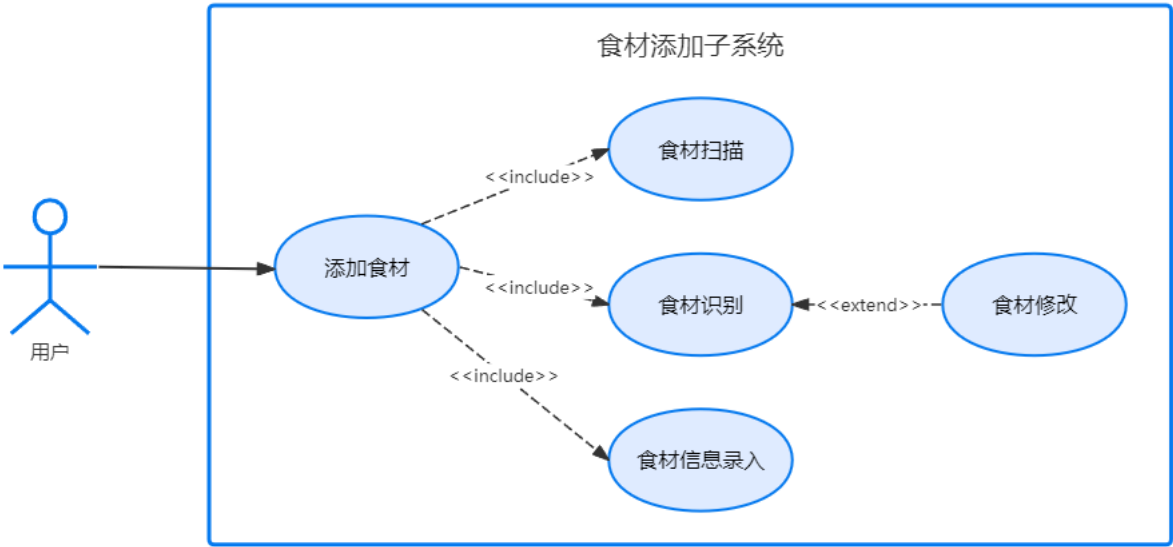 食材添加子系统
食材扫描
<<include>>
添加食材
<<include>>
食材识别
<<extend>>
食材修改
用户
<<include>>
食材信息录入